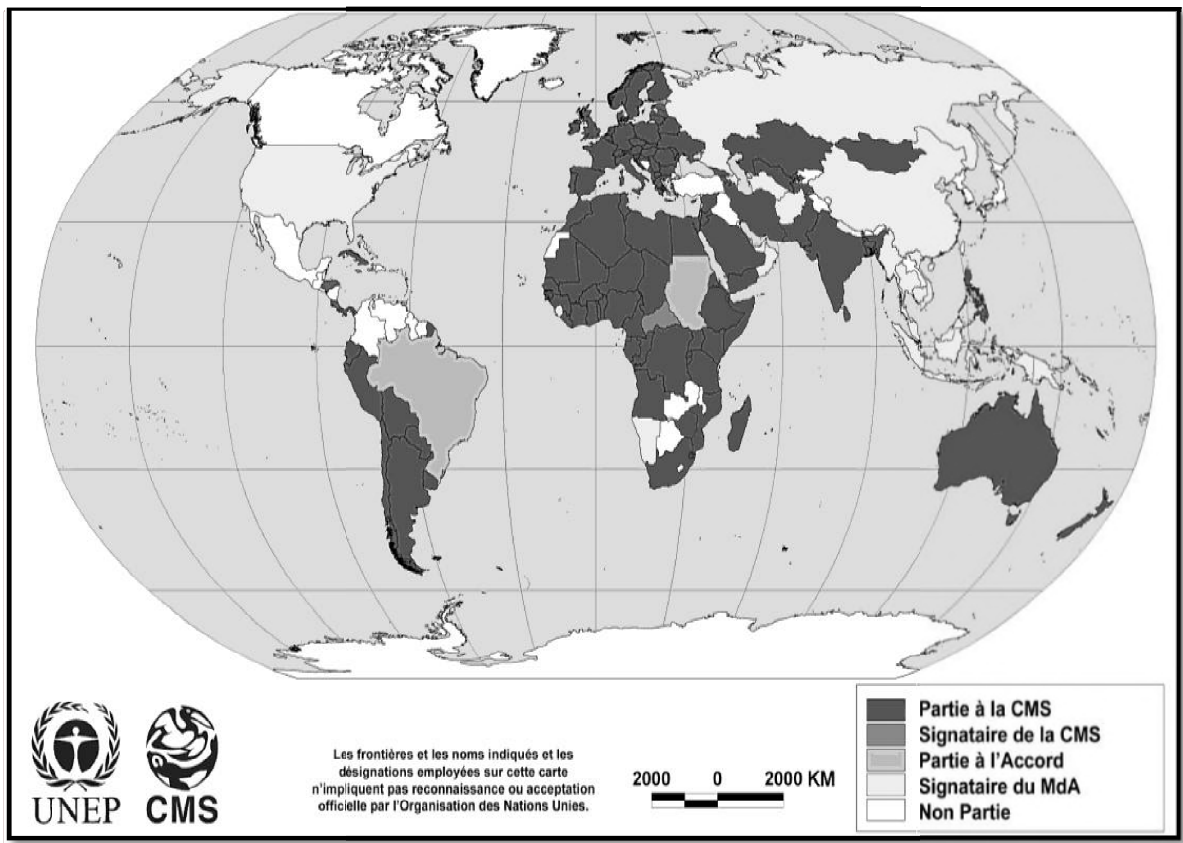 UNEP
CMS
Les frontières et les noms indiqués et les
désignations employées sur cette carte
n'impliquent pas reconnaissance ou acceptation
officielle par l'Organisation des Nations Unies.
2000 0 2000 KM
Partie à la CMS
Signataire de la CMS
Partie à l'Accord
Signataire du MdA
Non Partie